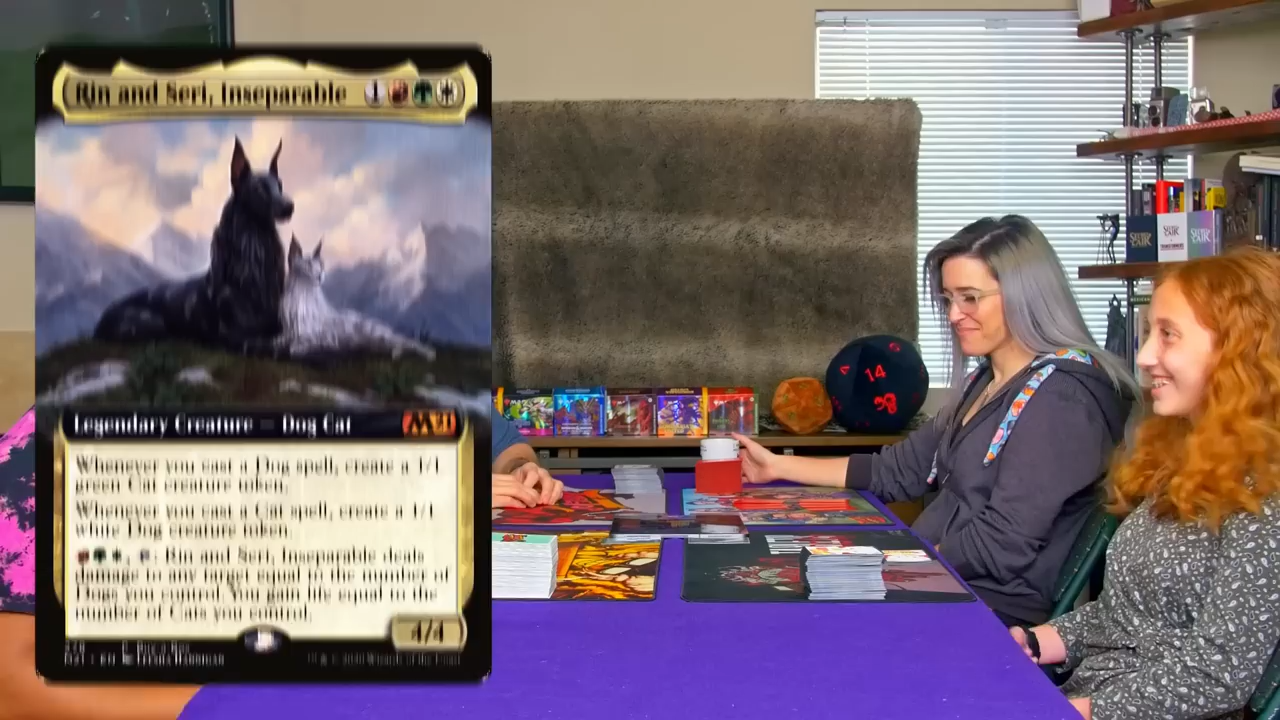 Rin and Seri, Inseparable 1
Legendary Creature — Dog Cat
Whenever you cast a Dog spell, create a 1/1
green Cat creature token.
Whenever you cast a Cat spell, create a 1/1
white Dog creature token.
Rin and Seri, Inseparable deals
damage to any target equal to the number of
Dogs you control. You gain life equal to the
number of Cats you control.
4/4
14